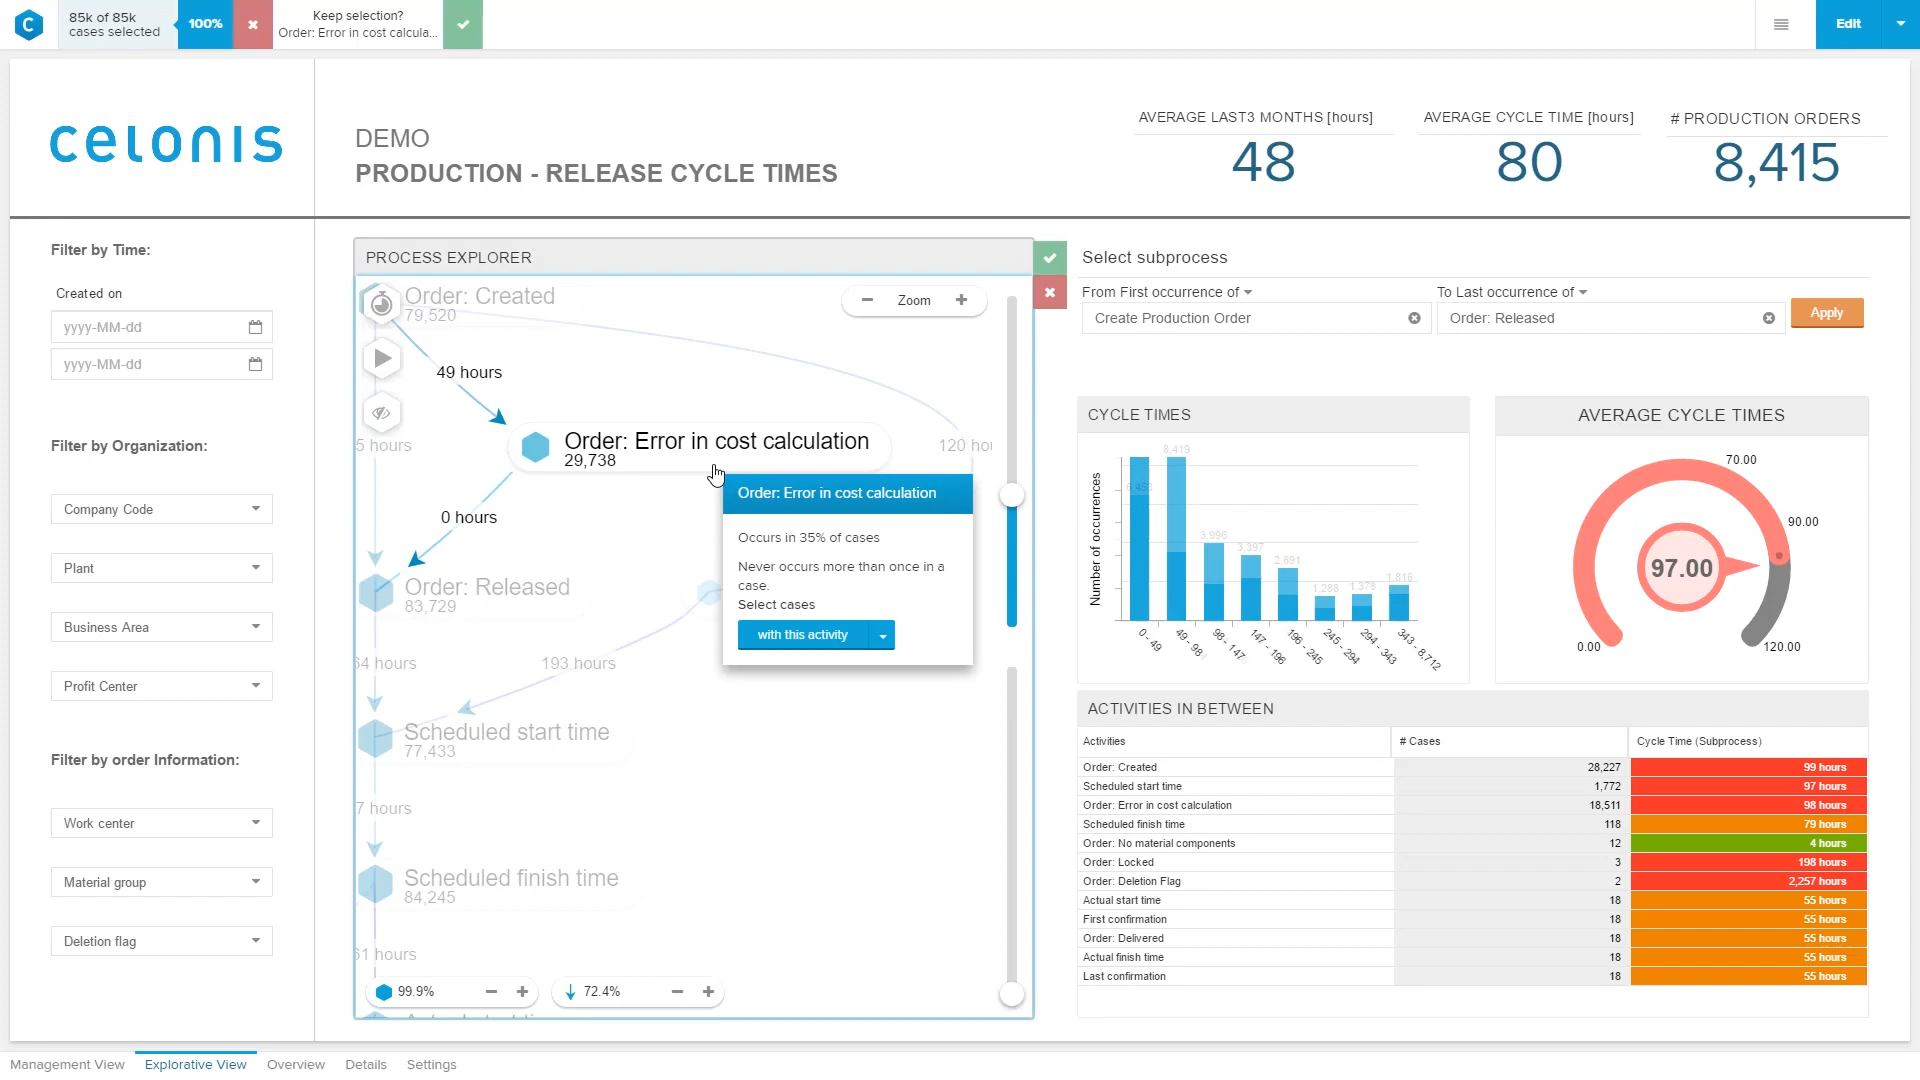 85k of 85k
cases selected
100%
Keep selection?
Order: Error in cost calcula...
Edit
celonis
DEMO
PRODUCTION - RELEASE CYCLE TIMES
AVERAGE LAST3 MONTHS [hours]
48
AVERAGE CYCLE TIME [hours]
80
# PRODUCTION ORDERS
8,415
Filter by Time:
Created on
yyyy-MM-dd
yyyy-MM-dd
Filter by Organization:
Company Code
Plant
Business Area
Profit Center
Filter by order Information:
Work center
Material group
Deletion flag
PROCESS EXPLORER
Order: Created
79,520
Zoom
49 hours
5 hours
Order: Error in cost calculation
29,738
120 hou
0 hours
Order: Released
83,729
64 hours
193 hours
Scheduled start time
77,433
7 hours
Scheduled finish time
84,245
61 hours
99.9%
72.4%
Order: Error in cost calculation
Occurs in 35% of cases
Never occurs more than once in a
case.
Select cases
with this activity
Select subprocess
From First occurrence of
Create Production Order
To Last occurrence of
Order: Released
Apply
CYCLE TIMES
Number of occurrences
6,453
8,419
3,996
3,397
2,691
1,288
1,378
1,816
0 - 49
49 - 98
98 - 147
147 - 196
196 - 245
245 - 294
294 - 343
343 - 8,712
AVERAGE CYCLE TIMES
70.00
90.00
97.00
0.00
120.00
ACTIVITIES IN BETWEEN
Activities # Cases Cycle Time (Subprocess)
Order: Created 28,227 99 hours
Scheduled start time 1,772 97 hours
Order: Error in cost calculation 18,511 98 hours
Scheduled finish time 118 79 hours
Order: No material components 12 4 hours
Order: Locked 3 198 hours
Order: Deletion Flag 2 2,257 hours
Actual start time 18 55 hours
First confirmation 18 55 hours
Order: Delivered 18 55 hours
Actual finish time 18 55 hours
Last confirmation 18 55 hours
Management View Explorative View Overview Details Settings